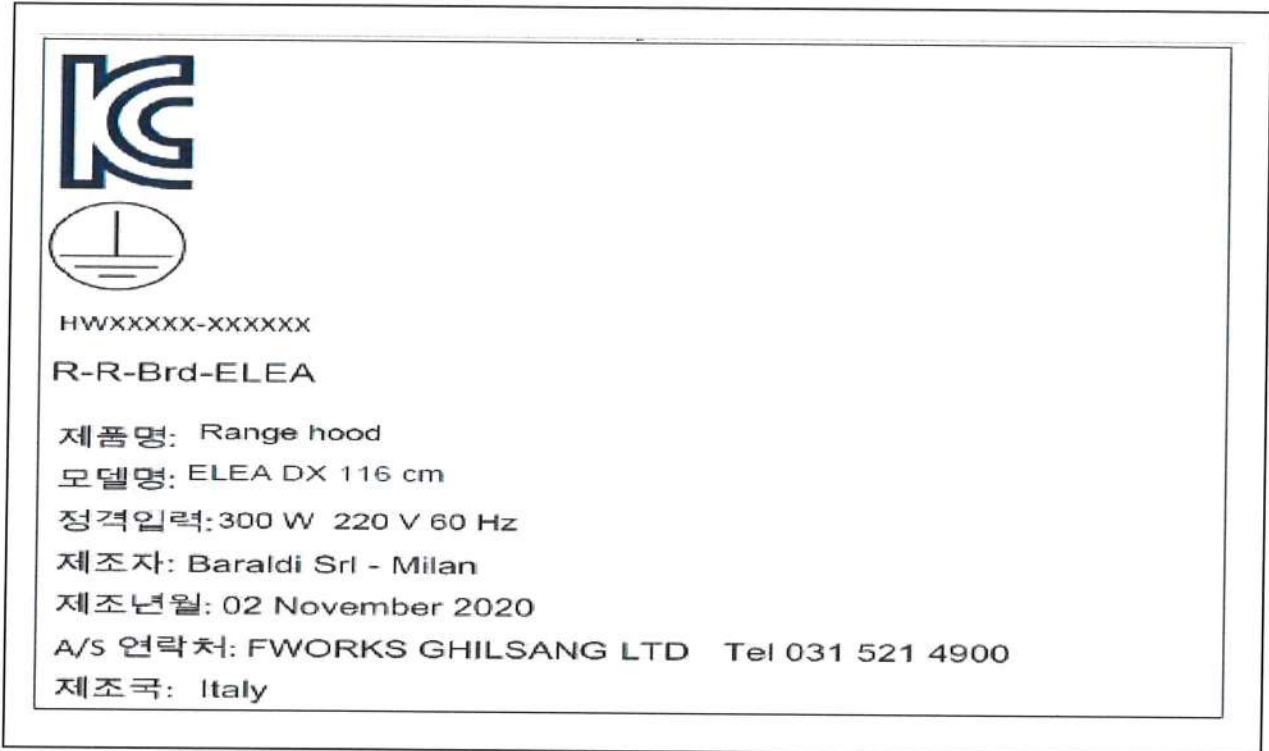 KC
HWXXXXX-XXXXXX
R-R-Brd-ELEA
제품명: Range hood
모델명: ELEA DX 116 cm
정격입력:300 W 220 V 60 Hz
제조자: Baraldi Srl - Milan
제조년월: 02 November 2020
A/S 연락처: FWORKS GHILSANG LTD Tel 031 521 4900
제조국: Italy